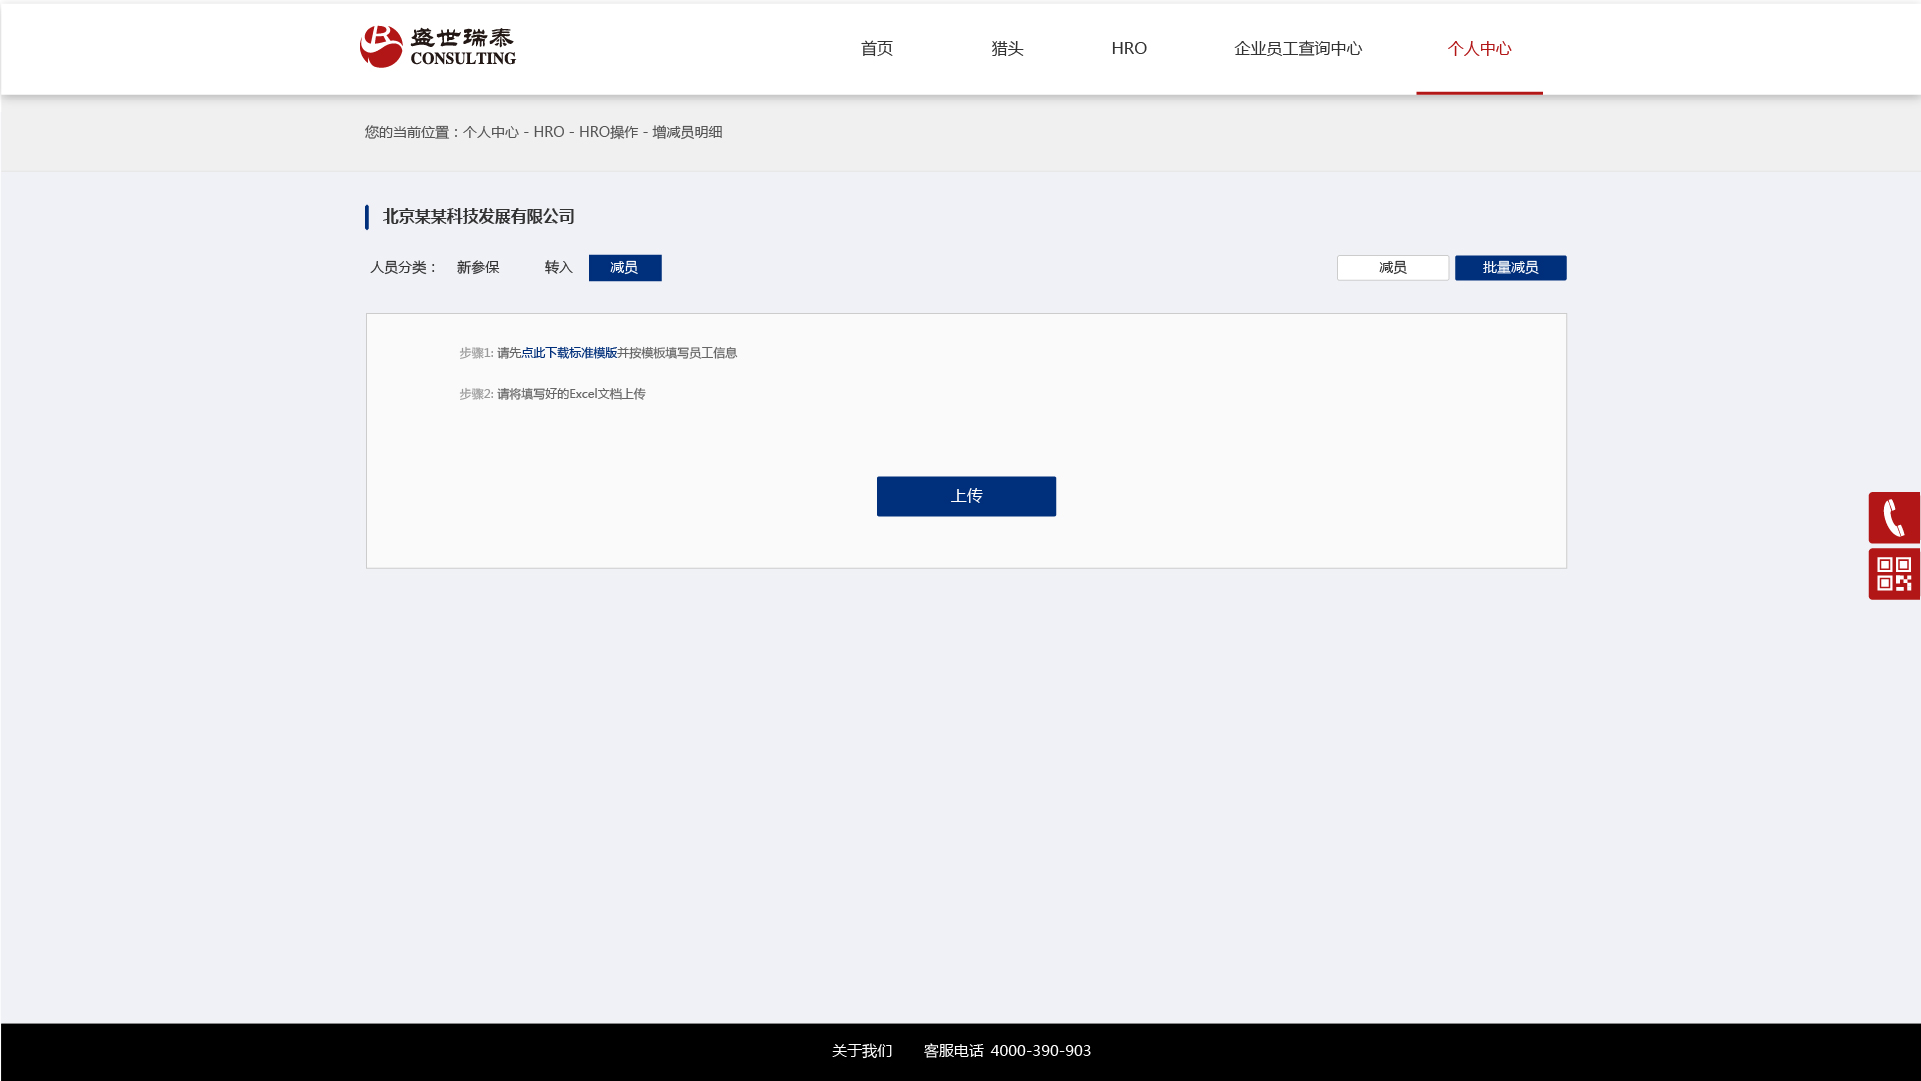 盛世瑞泰
CONSULTING
首页 猎头 HRO 企业员工查询中心 个人中心
您的当前位置：个人中心 - HRO - HRO操作 - 增减员明细
北京某某科技发展有限公司
人员分类： 新参保 转入 减员 减员 批量减员
步骤1: 请先点此下载标准模版并按模板填写员工信息
步骤2: 请将填写好的Excel文档上传
上传
关于我们 客服电话 4000-390-903